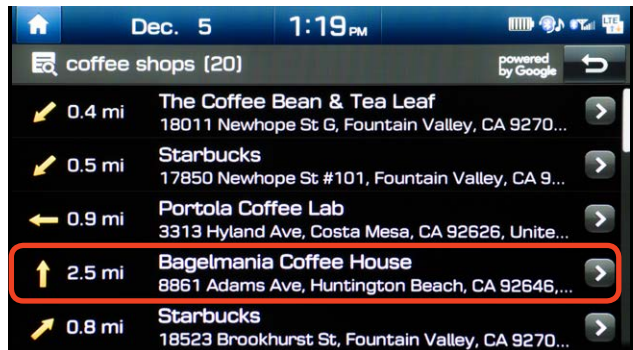 Dec. 5 1:19 PM LTE
coffee shops (20) powered by Google
0.4 mi The Coffee Bean & Tea Leaf
18011 Newhope St G, Fountain Valley, CA 9270...
0.5 mi Starbucks
17850 Newhope St #101, Fountain Valley, CA 9...
0.9 mi Portola Coffee Lab
3313 Hyland Ave, Costa Mesa, CA 92626, Unite...
2.5 mi Bagelmania Coffee House
8861 Adams Ave, Huntington Beach, CA 92646,...
0.8 mi Starbucks
18523 Brookhurst St, Fountain Valley, CA 9270...